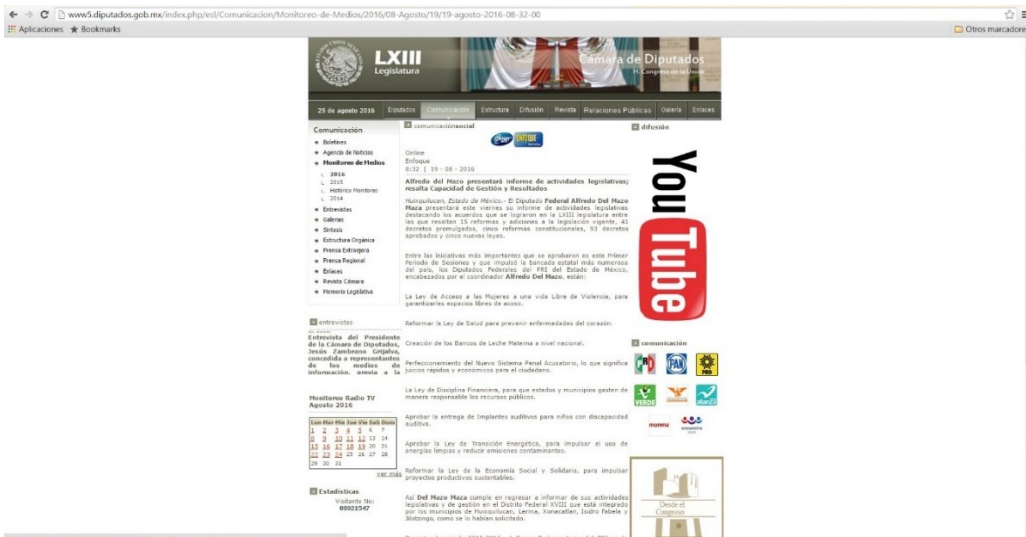 www5.diputados.gob.mx/index.php/esl/Comunicacion/Monitoreo-de-Medios/2016/08-Agosto/19/19-agosto-2016-08-32-00
Aplicaciones
Bookmarks
Otros marcadore
LXIII
Legislatura
Cámara de Diputados
H. Congreso de la Unión
25 de agosto 2016
Diputados
Comunicación
Estructura
Difusión
Revista
Relaciones Públicas
Galería
Enlaces
Comunicación
Boletines
Agencia de Noticias
Monitoreo de Medios
2016
2015
Histórico Monitoreo
2014
Entrevistas
Galerías
Síntesis
Estructura Orgánica
Prensa Extranjera
Prensa Regional
Enlaces
Revista Cámara
Memoria Legislativa
entrevistas
Entrevista del Presidente
de la Cámara de Diputados,
Jesús Zambrano Grijalva,
concedida a representantes
de los medios de
información, previa a la
Monitoreo Radio TV
Agosto 2016
Lun Mar Mie Jue Vie Sab Dom
1 2 3 4 5 6 7
8 9 10 11 12 13 14
15 16 17 18 19 20 21
22 23 24 25 26 27 28
29 30 31
ver más
Estadísticas
Visitante No:
comunicaciónsocial
ENFOQUE
Online
Enfoque
8:32 | 19 - 08 - 2016
Alfredo del Mazo presentará informe de actividades legislativas;
resalta Capacidad de Gestión y Resultados
Huixquilucan, Estado de México.- El Diputado Federal Alfredo Del Mazo
Maza presentará este viernes su informe de actividades legislativas
destacando los acuerdos que se lograron en la LXIII legislatura entre
las que resaltan 15 reformas y adiciones a la legislación vigente, 41
decretos promulgados, cinco reformas constitucionales, 93 decretos
aprobados y cinco nuevas leyes.
Entre las iniciativas más importantes que se aprobaron es este Primer
Periodo de Sesiones y que impulsó la bancada estatal más numerosa
del país, los Diputados Federales del PRI del Estado de México,
encabezados por el coordinador Alfredo Del Mazo, están:
La Ley de Acceso a las Mujeres a una vida Libre de Violencia, para
garantizarles espacios libres de acoso.
Reformar la Ley de Salud para prevenir enfermedades del corazón.
Creación de los Bancos de Leche Materna a nivel nacional.
Perfeccionamiento del Nuevo Sistema Penal Acusatorio, lo que significa
juicios rápidos y económicos para el ciudadano.
La Ley de Disciplina Financiera, para que estados y municipios gasten de
manera responsable los recursos públicos.
Aprobar la entrega de Implantes auditivos para niños con discapacidad
auditiva.
Aprobar la Ley de Transición Energética, para impulsar el uso de
energías limpias y reducir emisiones contaminantes.
Reformar la Ley de la Economía Social y Solidaria, para impulsar
proyectos productivos sustentables.
Así Del Mazo Maza cumple en regresar a informar de sus actividades
legislativas y de gestión en el Distrito Federal XVIII que está integrado
por los municipios de Huixquilucan, Lerma, Xonacatlan, Isidro Fabela y
como se lo habían solicitado.
difusión
YouTube
comunicación
PRI
PAN
PRD
VERDE
morena
Desde el
Congreso